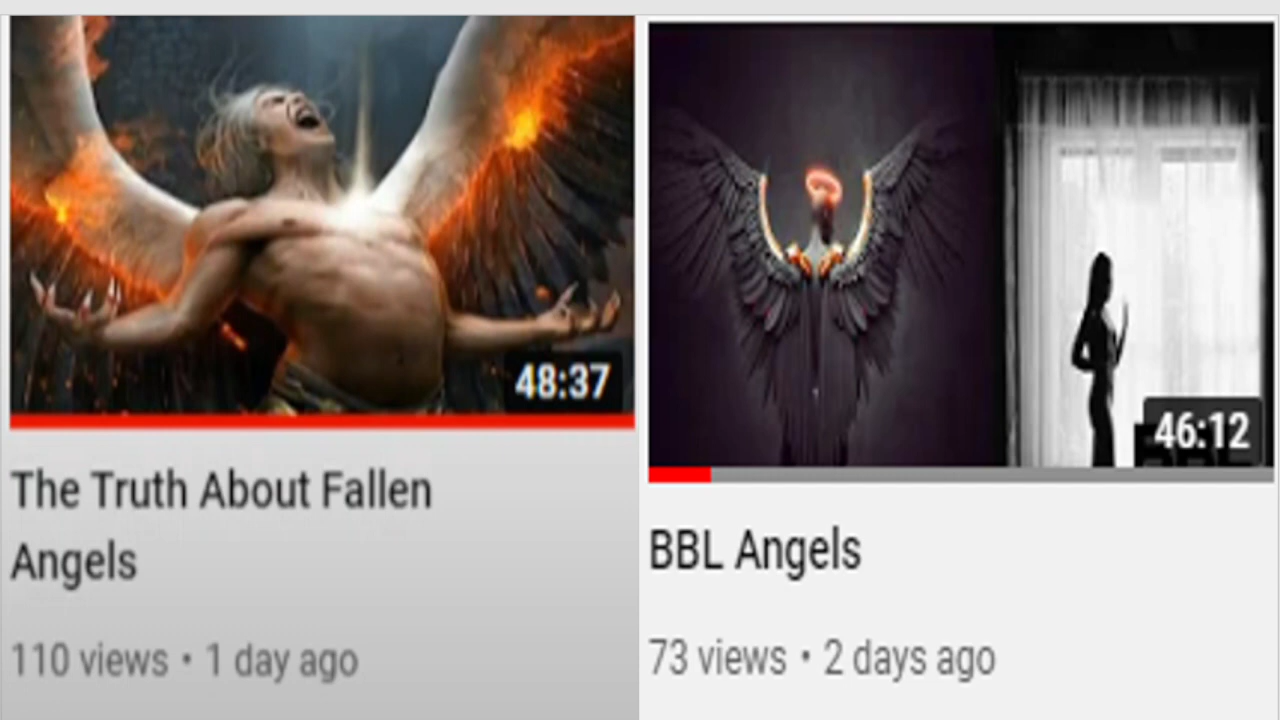 48:37
The Truth About Fallen
Angels
110 views • 1 day ago
46:12
BBL Angels
73 views • 2 days ago